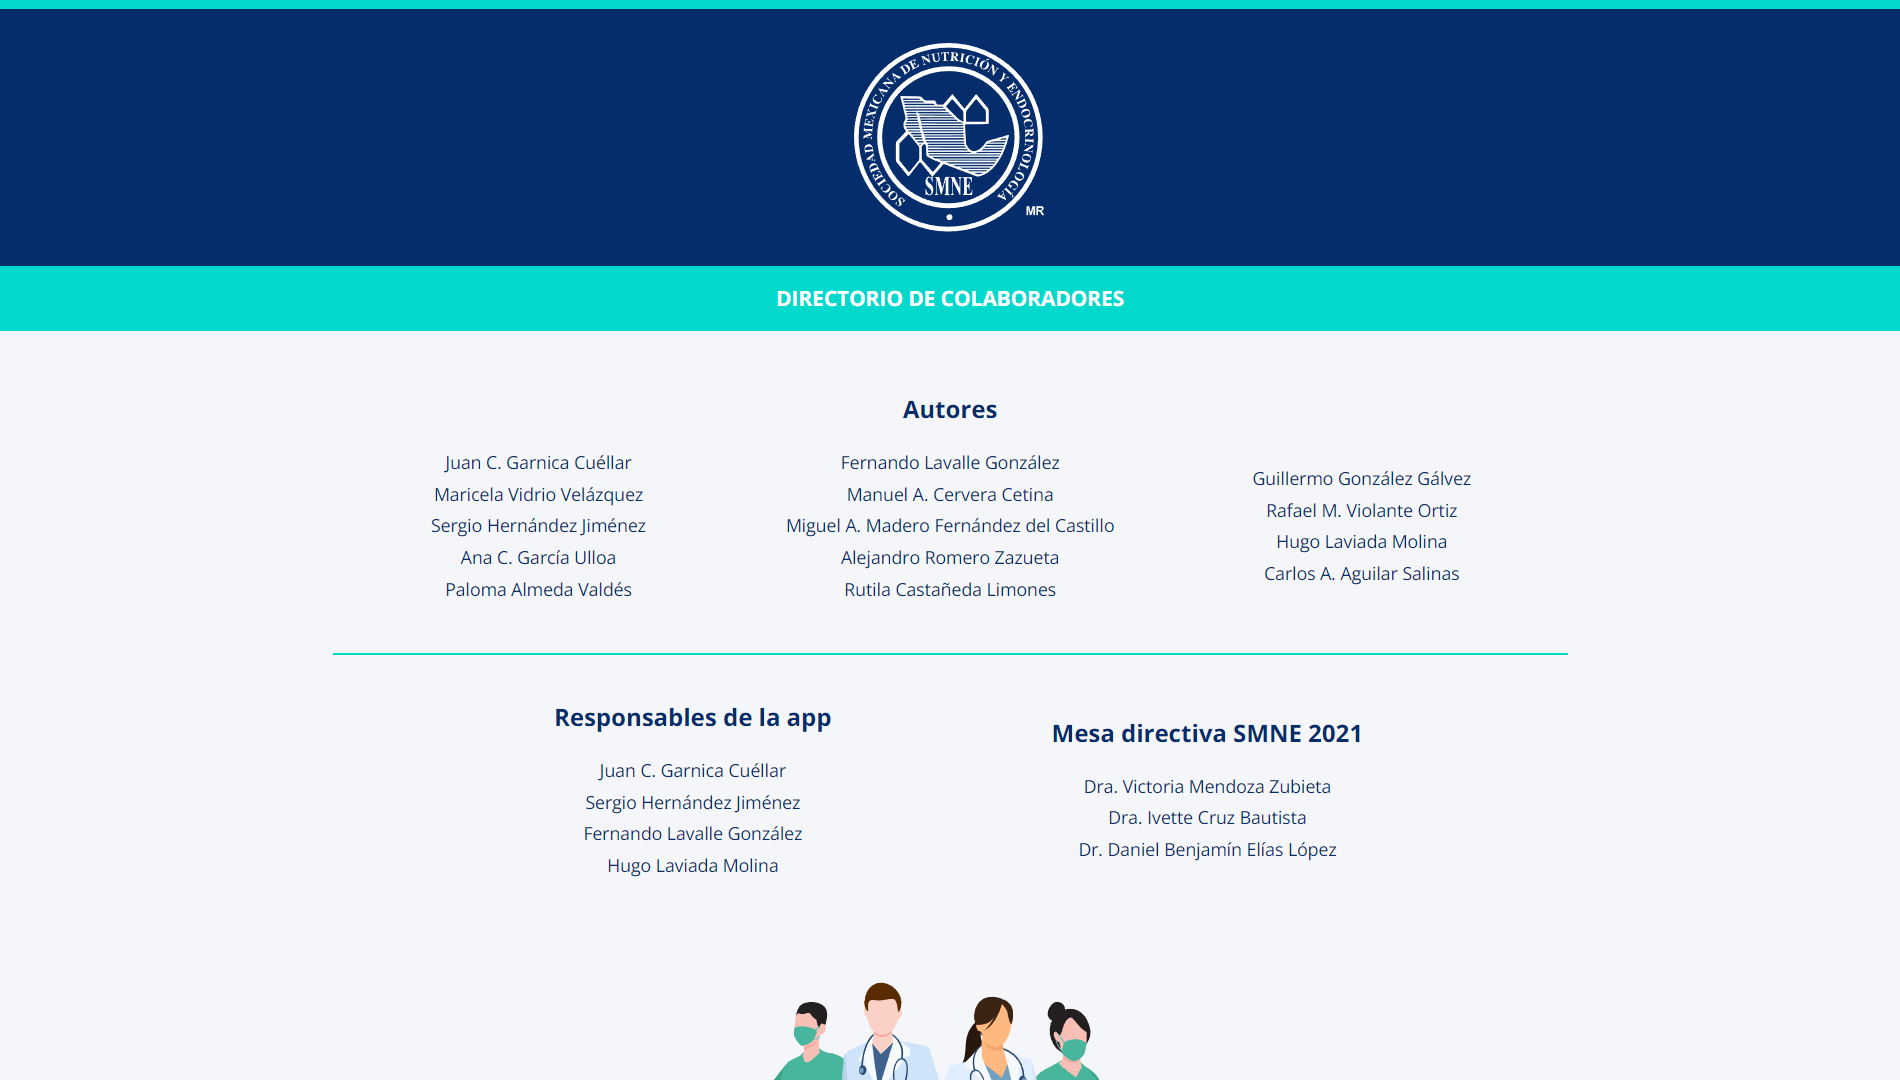 SOCIEDAD MEXICANA DE NUTRICIÓN Y ENDOCRINOLOGÍA
SMNE
MR
DIRECTORIO DE COLABORADORES
Autores
Juan C. Garnica Cuéllar
Maricela Vidrio Velázquez
Sergio Hernández Jiménez
Ana C. García Ulloa
Paloma Almeda Valdés
Fernando Lavalle González
Manuel A. Cervera Cetina
Miguel A. Madero Fernández del Castillo
Alejandro Romero Zazueta
Rutila Castañeda Limones
Guillermo González Gálvez
Rafael M. Violante Ortiz
Hugo Laviada Molina
Carlos A. Aguilar Salinas
Responsables de la app
Juan C. Garnica Cuéllar
Sergio Hernández Jiménez
Fernando Lavalle González
Hugo Laviada Molina
Mesa directiva SMNE 2021
Dra. Victoria Mendoza Zubieta
Dra. Ivette Cruz Bautista
Dr. Daniel Benjamín Elías López